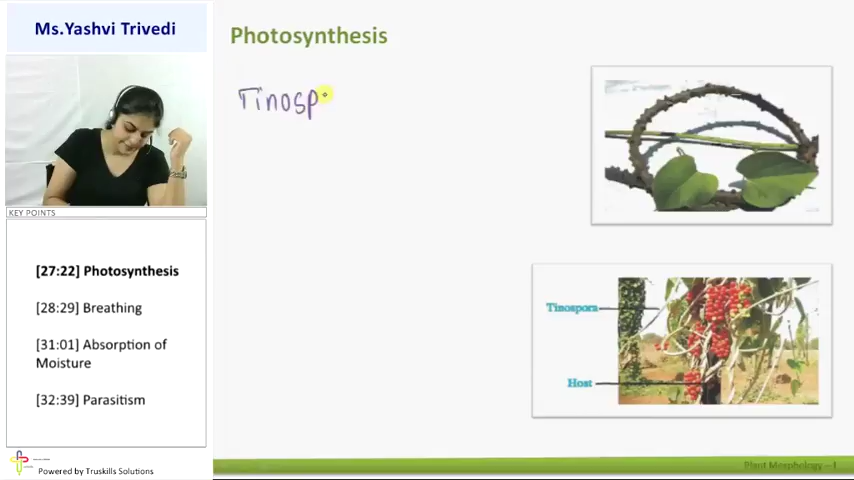 Ms.Yashvi Trivedi
Photosynthesis
Tinosp
KEY POINTS
[27:22] Photosynthesis
[28:29] Breathing
[31:01] Absorption of
Moisture
[32:39] Parasitism
Tinospora
Host
Powered by Truskills Solutions
Plant Morphology – I